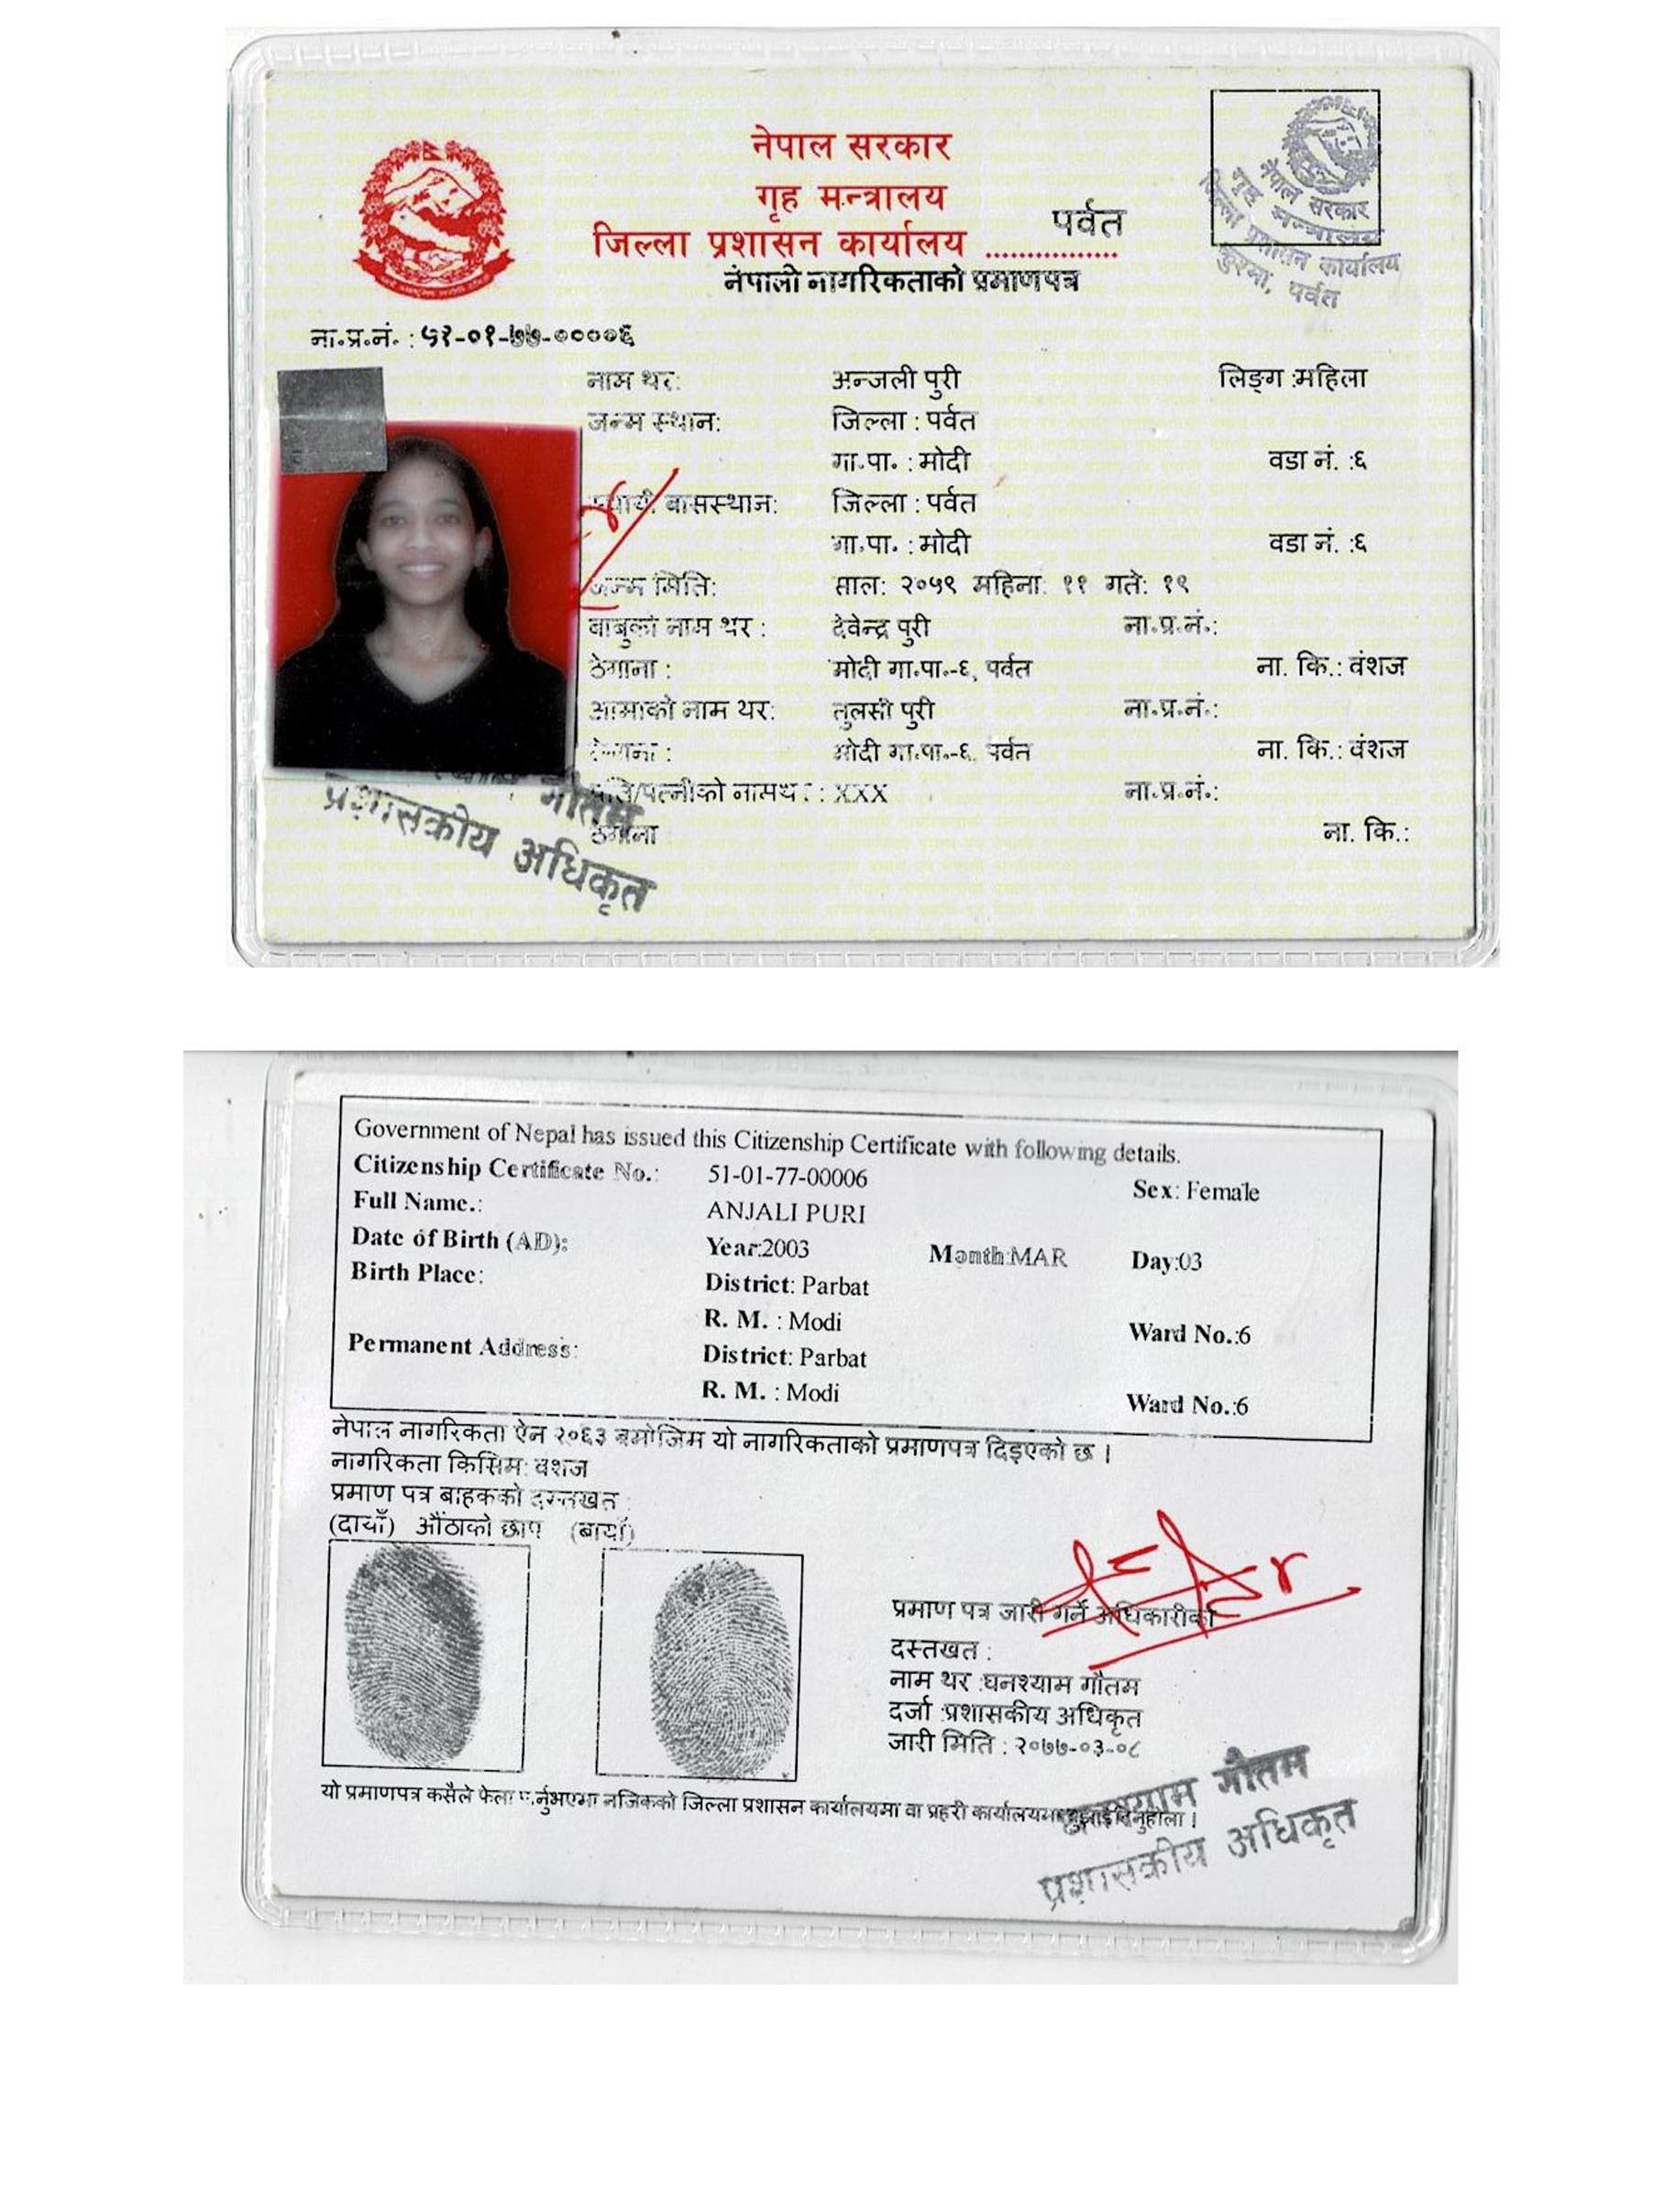 नेपाल सरकार
गृह मन्त्रालय
जिल्ला प्रशासन कार्यालय ................ पर्वत
नेपाली नागरिकताको प्रमाणपत्र
नेपाल सरकार
गृह मन्त्रालय
जिल्ला प्रशासन कार्यालय
कुश्मा, पर्वत
ना.प्र.नं. : ५१-०१-७७-००००६
नाम थर: अन्जली पुरी लिङ्ग :महिला
जन्म स्थान: जिल्ला : पर्वत
गा.पा. : मोदी वडा नं. :६
स्थायी बासस्थान: जिल्ला : पर्वत
गा.पा. : मोदी वडा नं. :६
जन्म मिति: साल: २०५९ महिना: ११ गते: १९
बाबुको नाम थर : देवेन्द्र पुरी ना.प्र.नं.:
ठेगाना : मोदी गा.पा.-६, पर्वत ना. कि.: वंशज
आमाको नाम थर: तुलसी पुरी ना.प्र.नं.:
ठेगाना : मोदी गा.पा.-६, पर्वत ना. कि.: वंशज
पति/पत्नीको नामथर : XXX ना.प्र.नं.:
ठेगाना ना. कि.:
गौतम
प्रशासकीय अधिकृत
Government of Nepal has issued this Citizenship Certificate with following details.
Citizenship Certificate No.: 51-01-77-00006 Sex: Female
Full Name.: ANJALI PURI
Date of Birth (AD): Year:2003 Month:MAR Day:03
Birth Place: District: Parbat
R. M. : Modi Ward No.:6
Permanent Address: District: Parbat
R. M. : Modi Ward No.:6
नेपाल नागरिकता ऐन २०६३ बमोजिम यो नागरिकताको प्रमाणपत्र दिइएको छ ।
नागरिकता किसिम: वंशज
प्रमाण पत्र बाहकको दस्तखत :
(दायाँ) औंठाको छाप (बायाँ)
प्रमाण पत्र जारी गर्ने अधिकारीको
दस्तखत :
नाम थर :घनश्याम गौतम
दर्जा :प्रशासकीय अधिकृत
जारी मिति : २०७७-०३-०८
यो प्रमाणपत्र कसैले फेला पार्नुभएमा नजिकको जिल्ला प्रशासन कार्यालयमा वा प्रहरी कार्यालयमा बुझाईदिनुहोला ।
घनश्याम गौतम
प्रशासकीय अधिकृत